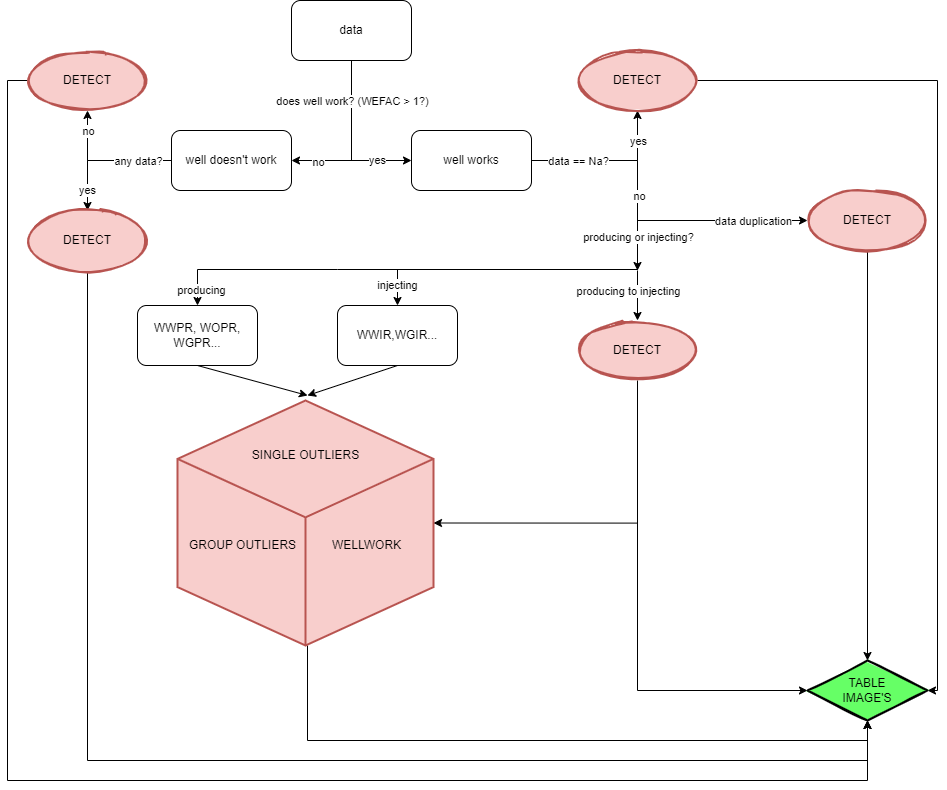 data
DETECT
DETECT
does well work? (WEFAC > 1?)
no
yes
any data?
well doesn't work
no
yes
well works
data == Na?
yes
no
DETECT
data duplication
DETECT
producing or injecting?
producing
injecting
producing to injecting
WWPR, WOPR,
WGPR...
WWIR,WGIR...
DETECT
SINGLE OUTLIERS
GROUP OUTLIERS
WELLWORK
TABLE
IMAGE'S